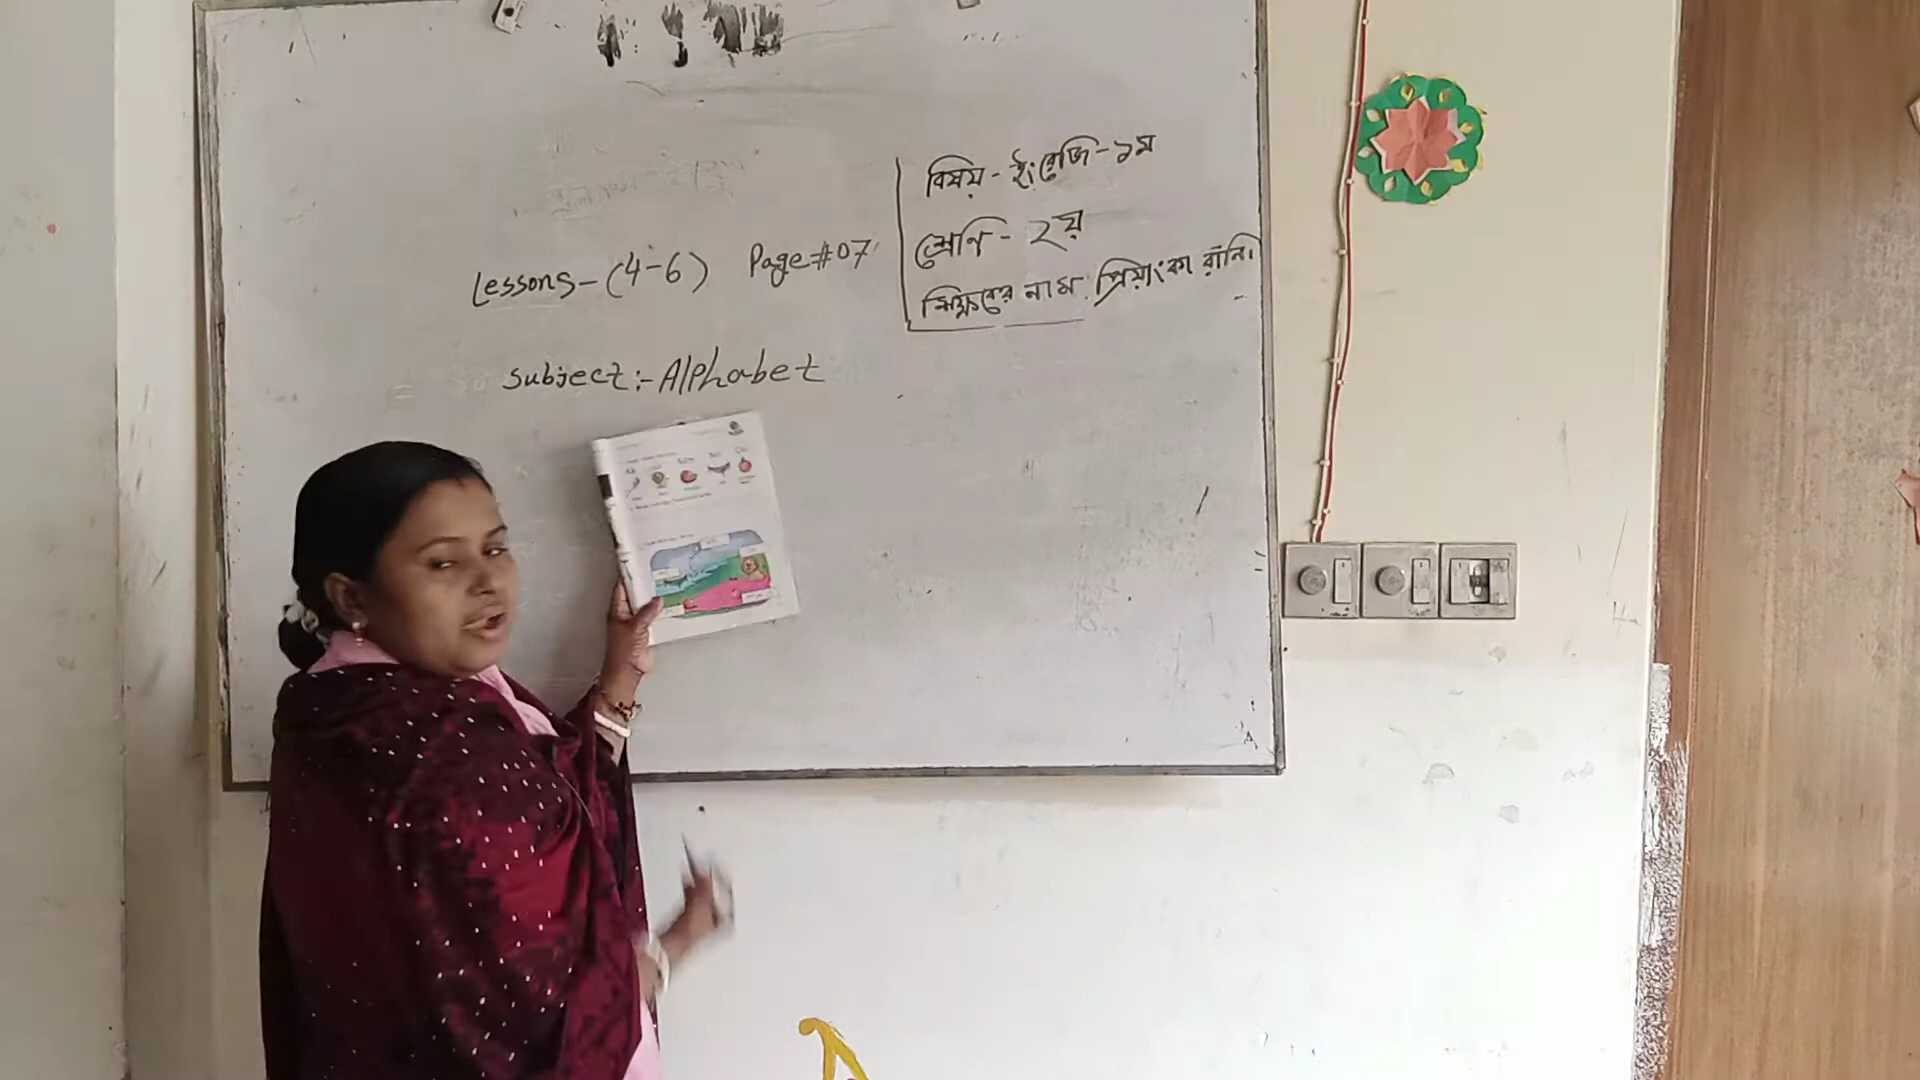 বিষয় - ইংরেজি - ১ম
শ্রেণি - ২য়
শিক্ষকের নাম: প্রিয়াংকা রানি।
Lessons - (4-6) Page # 07
Subject:- Alphabet